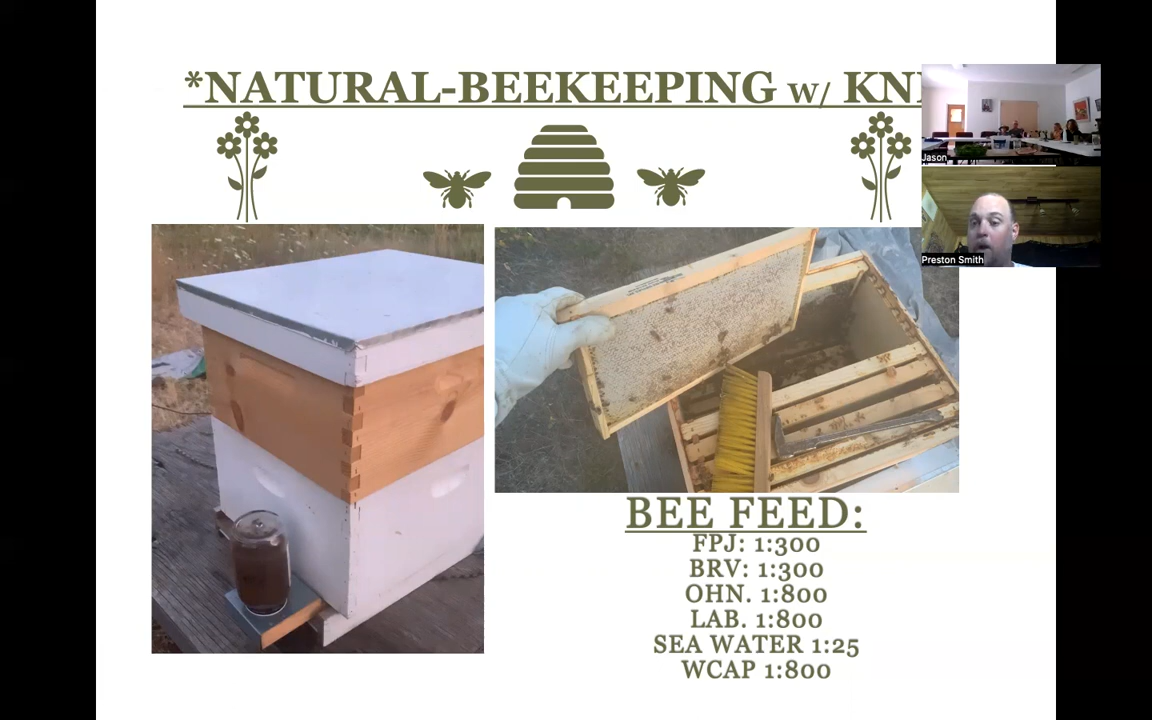 *NATURAL-BEEKEEPING W/ KN
Jason
Preston Smith
BEE FEED:
FPJ: 1:300
BRV: 1:300
OHN. 1:800
LAB. 1:800
SEA WATER 1:25
WCAP 1:800